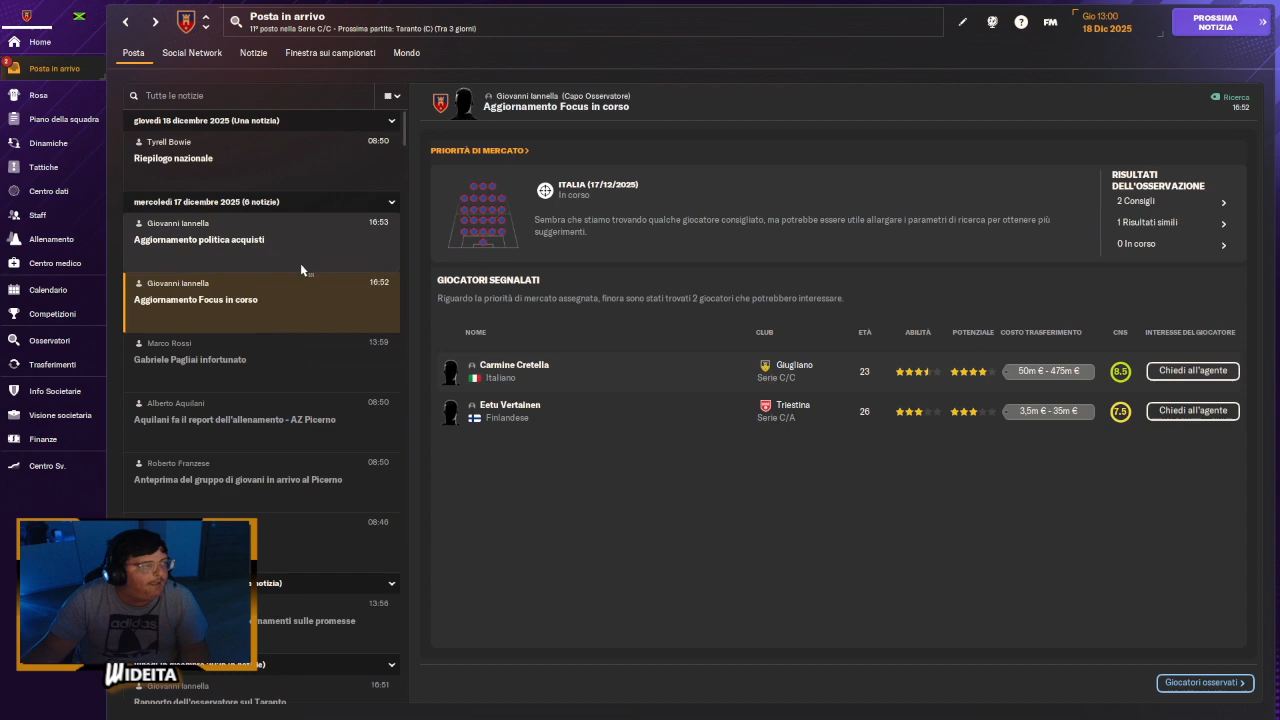 Posta in arrivo
11° posto nella Serie C/C - Prossima partita: Taranto (C) (Tra 3 giorni)
FM
Gio 13:00
18 Dic 2025
PROSSIMA
NOTIZIA
Home
2
Posta in arrivo
Rosa
Piano della squadra
Dinamiche
Tattiche
Centro dati
Staff
Allenamento
Centro medico
Calendario
Competizioni
Osservatori
Trasferimenti
Info Societarie
Visione societaria
Finanze
Centro Sv.
Posta
Social Network
Notizie
Finestra sui campionati
Mondo
Tutte le notizie
giovedì 18 dicembre 2025 (Una notizia)
Tyrell Bowie
08:50
Riepilogo nazionale
mercoledì 17 dicembre 2025 (6 notizie)
Giovanni Iannella
16:53
Aggiornamento politica acquisti
Giovanni Iannella
16:52
Aggiornamento Focus in corso
Marco Rossi
13:59
Gabriele Pagliai infortunato
Alberto Aquilani
08:50
Aquilani fa il report dell'allenamento - AZ Picerno
Roberto Franzese
08:50
Anteprima del gruppo di giovani in arrivo al Picerno
08:46
notizia)
13:56
namenti sulle promesse
Giovanni Iannella
16:51
Rapporto dell'osservatore sul Taranto
adidas
WIDEITA
Giovanni Iannella (Capo Osservatore)
Aggiornamento Focus in corso
Ricerca
16:52
PRIORITÀ DI MERCATO
ITALIA (17/12/2025)
In corso
Sembra che stiamo trovando qualche giocatore consigliato, ma potrebbe essere utile allargare i parametri di ricerca per ottenere più
suggerimenti.
RISULTATI
DELL'OSSERVAZIONE
2 Consigli
1 Risultati simili
0 In corso
GIOCATORI SEGNALATI
Riguardo la priorità di mercato assegnata, finora sono stati trovati 2 giocatori che potrebbero interessare.
NOME CLUB ETÀ ABILITÀ POTENZIALE COSTO TRASFERIMENTO CNS INTERESSE DEL GIOCATORE
Carmine Cretella
Italiano
Giugliano
Serie C/C
23
50m € - 475m €
8.5
Chiedi all'agente
Eetu Vertainen
Finlandese
Triestina
Serie C/A
26
3,5m € - 35m €
7.5
Chiedi all'agente
Giocatori osservati